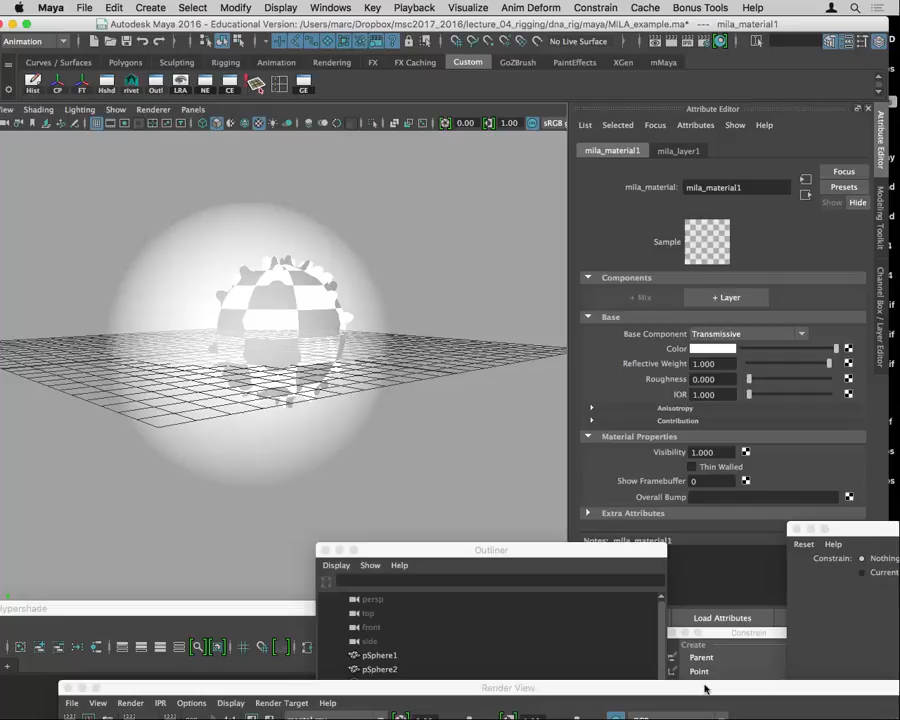 Maya File Edit Create Select Modify Display Windows Key Playback Visualize Anim Deform Constrain Cache Bonus Tools
Autodesk Maya 2016 - Educational Version: /Users/marc/Dropbox/msc2017_2016/lecture_04_rigging/dna_rig/maya/MILA_example.ma* --- mila_material1
Animation No Live Surface
Curves / Surfaces Polygons Sculpting Rigging Animation Rendering FX FX Caching Custom GoZBrush PaintEffects XGen mMaya
Hist CP FT Hshd rivet Outl LRA NE CE GE
Shading Lighting Show Renderer Panels
0.00 1.00
Attribute Editor
List Selected Focus Attributes Show Help
mila_material1 mila_layer1
Focus
mila_material: mila_material1 Presets
Show Hide
Sample
Components
+ Mix + Layer
Base
Base Component Transmissive
Color
Reflective Weight 1.000
Roughness 0.000
IOR 1.000
Anisotropy
Contribution
Material Properties
Visibility 1.000
Thin Walled
Show Framebuffer 0
Overall Bump
Extra Attributes
Notes: mila_material1
Load Attributes
Attribute Editor
Modeling Toolkit
Channel Box / Layer Editor
Reset Help
Constrain: Nothing
Current
Outliner
Display Show Help
persp
top
front
side
pSphere1
pSphere2
Constrain
Create
Parent
Point
Render View
File View Render IPR Options Display Render Target Help